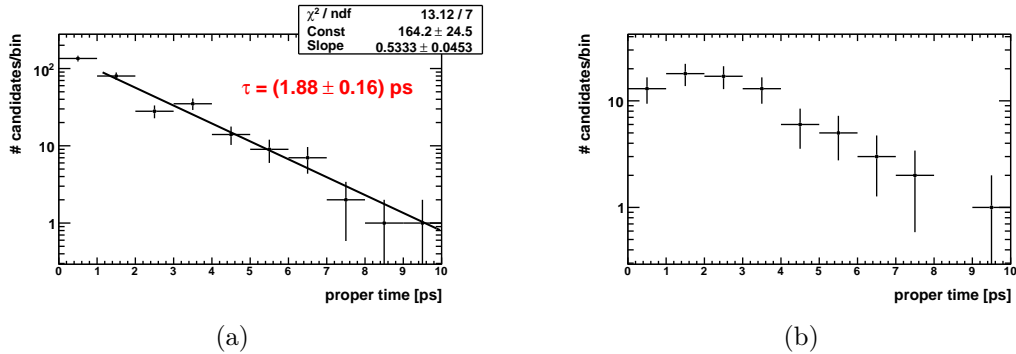 χ² / ndf 13.12 / 7
Const 164.2 ± 24.5
Slope 0.5333 ± 0.0453
τ = (1.88 ± 0.16) ps
# candidates/bin
10²
10
1
0 1 2 3 4 5 6 7 8 9 10
proper time [ps]
(a)
# candidates/bin
10
1
0 1 2 3 4 5 6 7 8 9 10
proper time [ps]
(b)